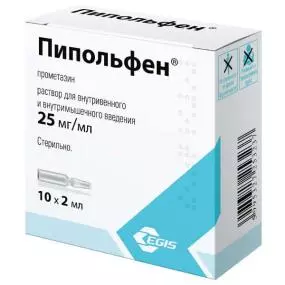 Пипольфен®
прометазин
раствор для внутривенного
и внутримышечного введения
25 мг/мл
Стерильно.
10 x 2 мл
EGIS